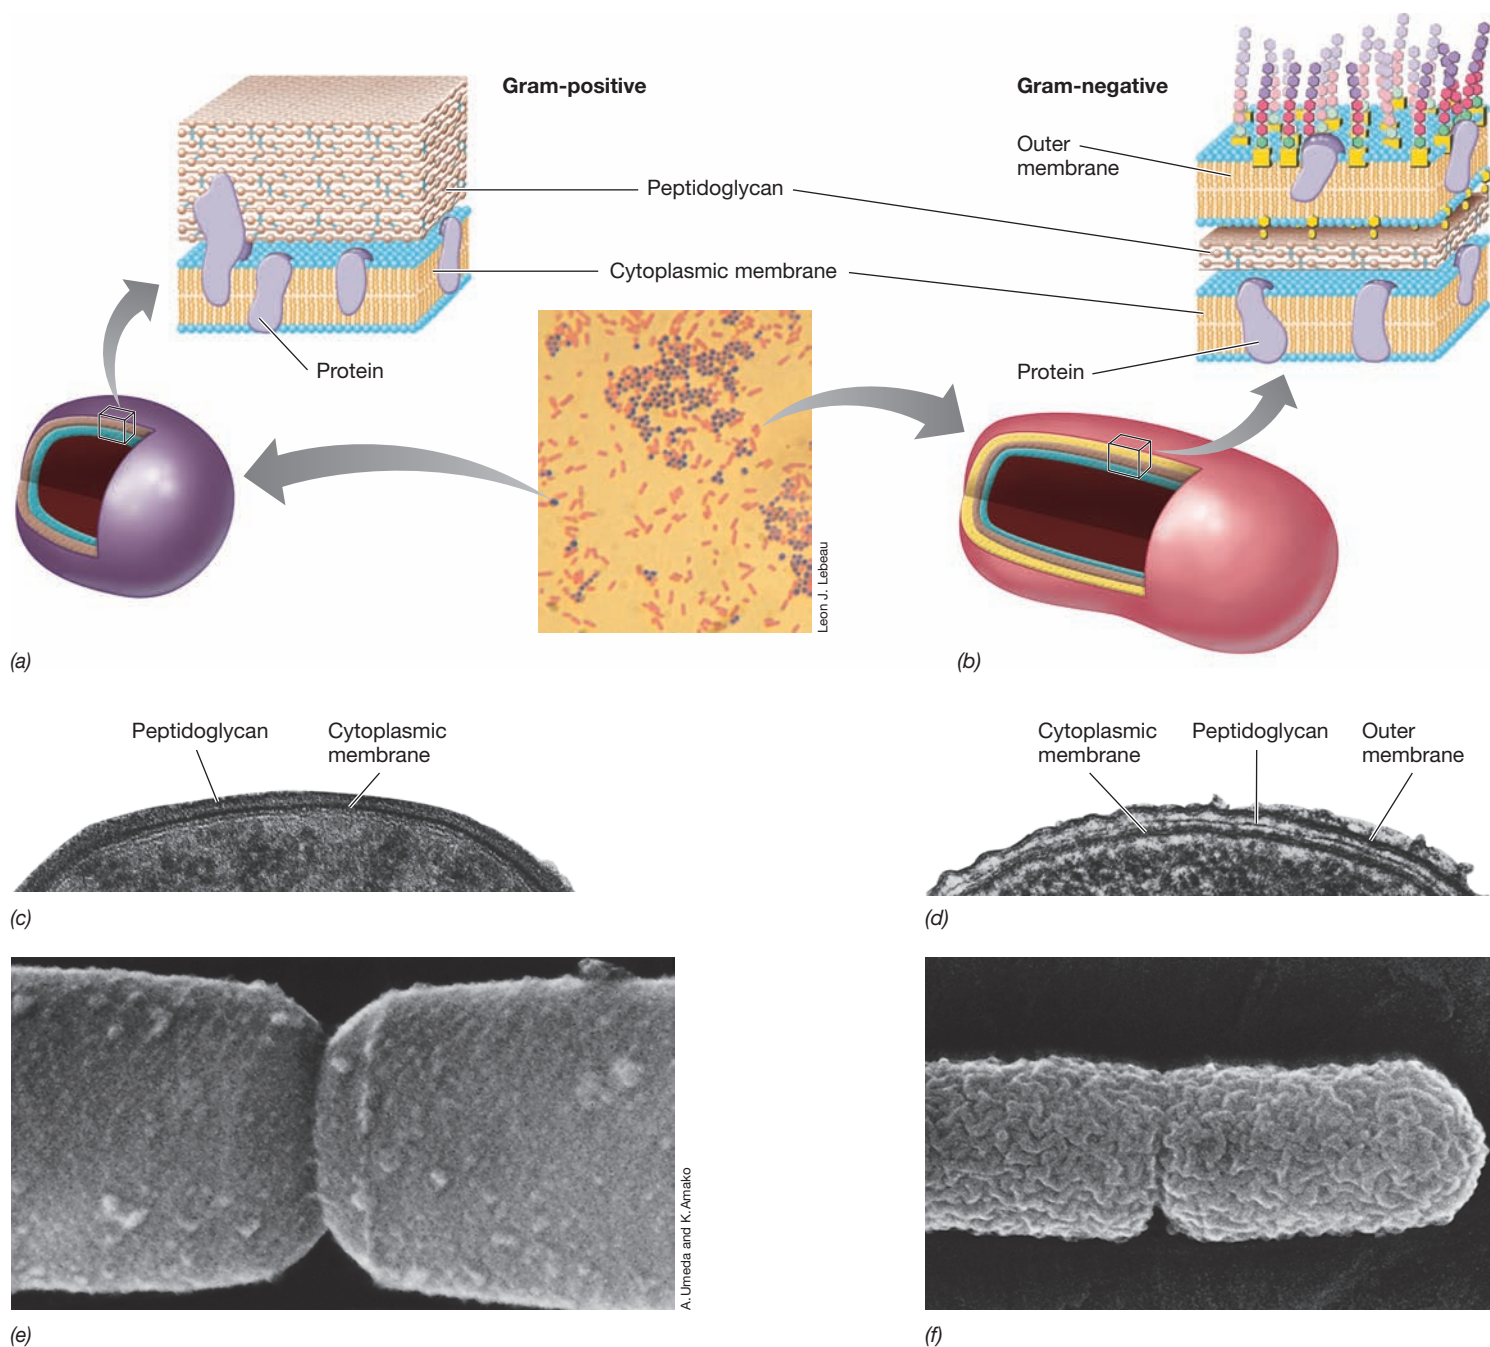 Gram-positive
Gram-negative
Outer
membrane
Peptidoglycan
Cytoplasmic membrane
Protein
Protein
Leon J. Lebeau
(a)
(b)
Peptidoglycan
Cytoplasmic
membrane
Cytoplasmic
membrane
Peptidoglycan
Outer
membrane
(c)
(d)
A. Umeda and K. Amako
(e)
(f)